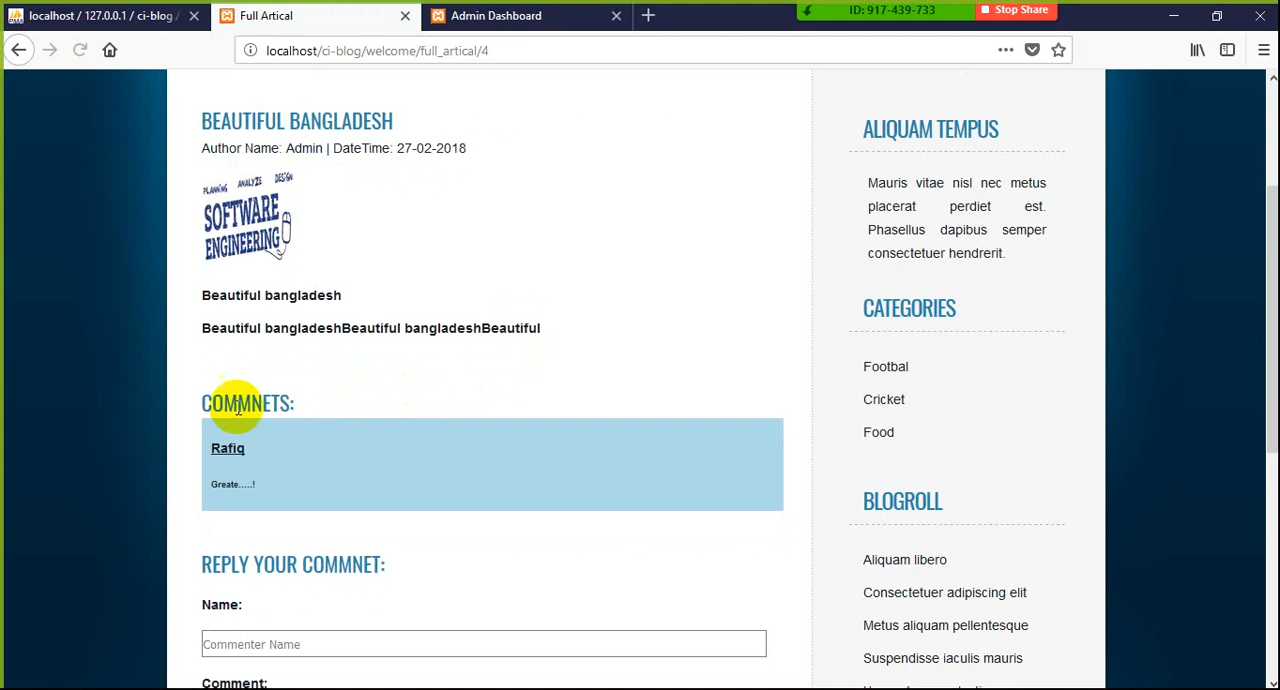 localhost / 127.0.0.1 / ci-blog /
Full Artical
Admin Dashboard
ID: 917-439-733
Stop Share
localhost/ci-blog/welcome/full_artical/4
BEAUTIFUL BANGLADESH
Author Name: Admin | DateTime: 27-02-2018
PLANNING ANALYZE DESIGN
SOFTWARE
ENGINEERING
Beautiful bangladesh
Beautiful bangladeshBeautiful bangladeshBeautiful
COMMNETS:
Rafiq
Greate.....!
REPLY YOUR COMMNET:
Name:
Commenter Name
Comment:
ALIQUAM TEMPUS
Mauris vitae nisl nec metus
placerat perdiet est.
Phasellus dapibus semper
consectetuer hendrerit.
CATEGORIES
Footbal
Cricket
Food
BLOGROLL
Aliquam libero
Consectetuer adipiscing elit
Metus aliquam pellentesque
Suspendisse iaculis mauris